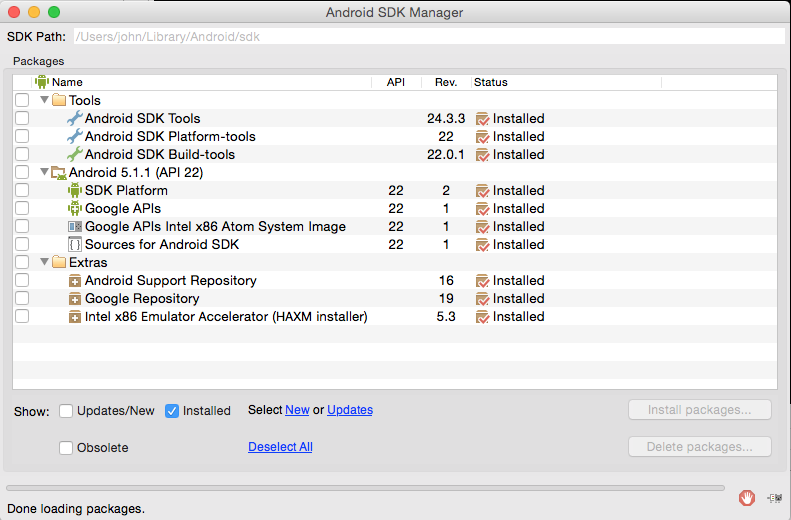 Android SDK Manager
SDK Path: /Users/john/Library/Android/sdk
Packages
Name API Rev. Status
Tools
Android SDK Tools 24.3.3 Installed
Android SDK Platform-tools 22 Installed
Android SDK Build-tools 22.0.1 Installed
Android 5.1.1 (API 22)
SDK Platform 22 2 Installed
Google APIs 22 1 Installed
Google APIs Intel x86 Atom System Image 22 1 Installed
Sources for Android SDK 22 1 Installed
Extras
Android Support Repository 16 Installed
Google Repository 19 Installed
Intel x86 Emulator Accelerator (HAXM installer) 5.3 Installed
Show: Updates/New Installed Select New or Updates Install packages...
Obsolete Deselect All Delete packages...
Done loading packages.